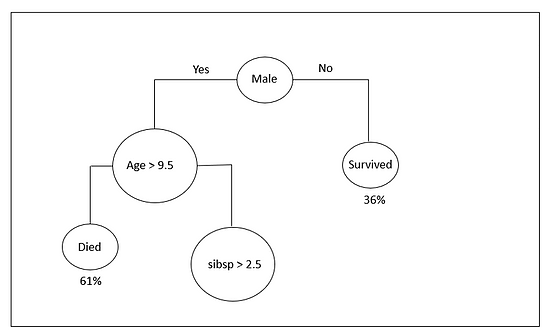 Male
Yes
No
Age > 9.5
Survived
36%
Died
61%
sibsp > 2.5